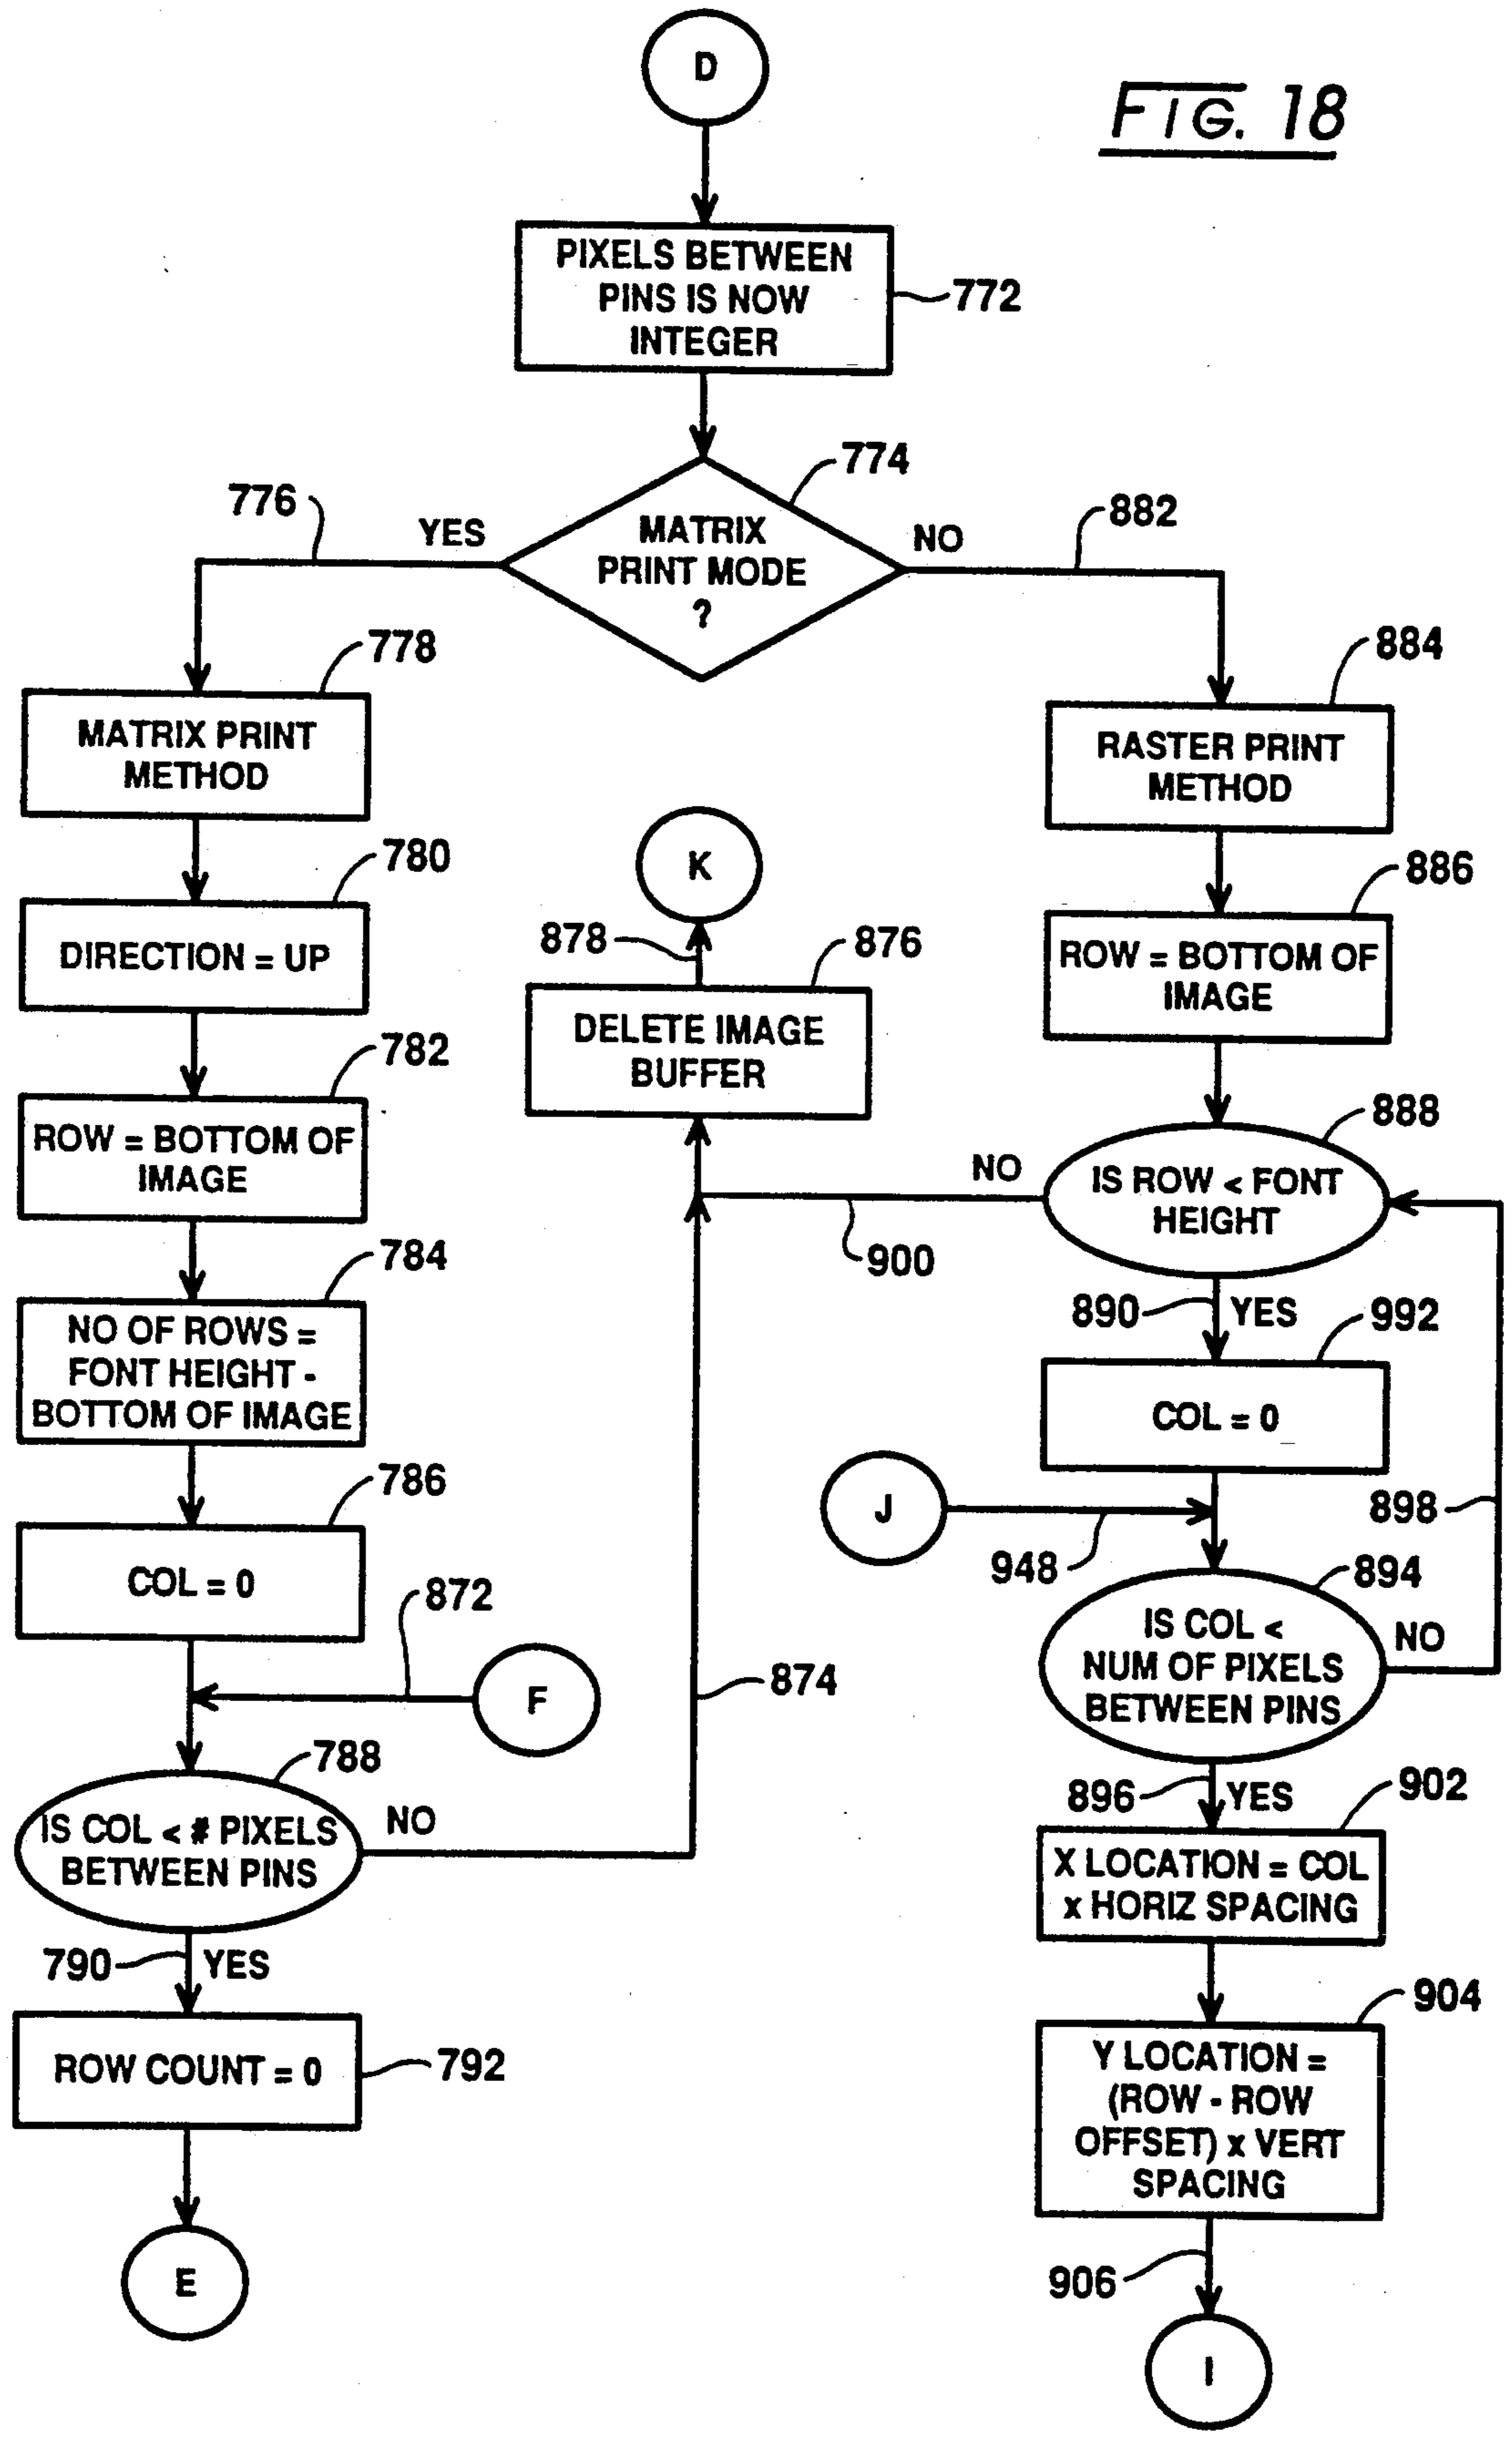 D
FIG. 18
PIXELS BETWEEN
PINS IS NOW
INTEGER
772
774
MATRIX
PRINT MODE
?
776
YES
NO
882
778
MATRIX PRINT
METHOD
780
DIRECTION = UP
782
ROW = BOTTOM OF
IMAGE
784
NO OF ROWS =
FONT HEIGHT -
BOTTOM OF IMAGE
786
COL = 0
872
F
788
IS COL < # PIXELS
BETWEEN PINS
NO
874
790
YES
ROW COUNT = 0
792
E
K
878
876
DELETE IMAGE
BUFFER
884
RASTER PRINT
METHOD
886
ROW = BOTTOM OF
IMAGE
888
IS ROW < FONT
HEIGHT
NO
900
890
YES
992
COL = 0
J
948
898
894
IS COL <
NUM OF PIXELS
BETWEEN PINS
NO
896
YES
902
X LOCATION = COL
x HORIZ SPACING
904
Y LOCATION =
(ROW - ROW
OFFSET) x VERT
SPACING
906
I